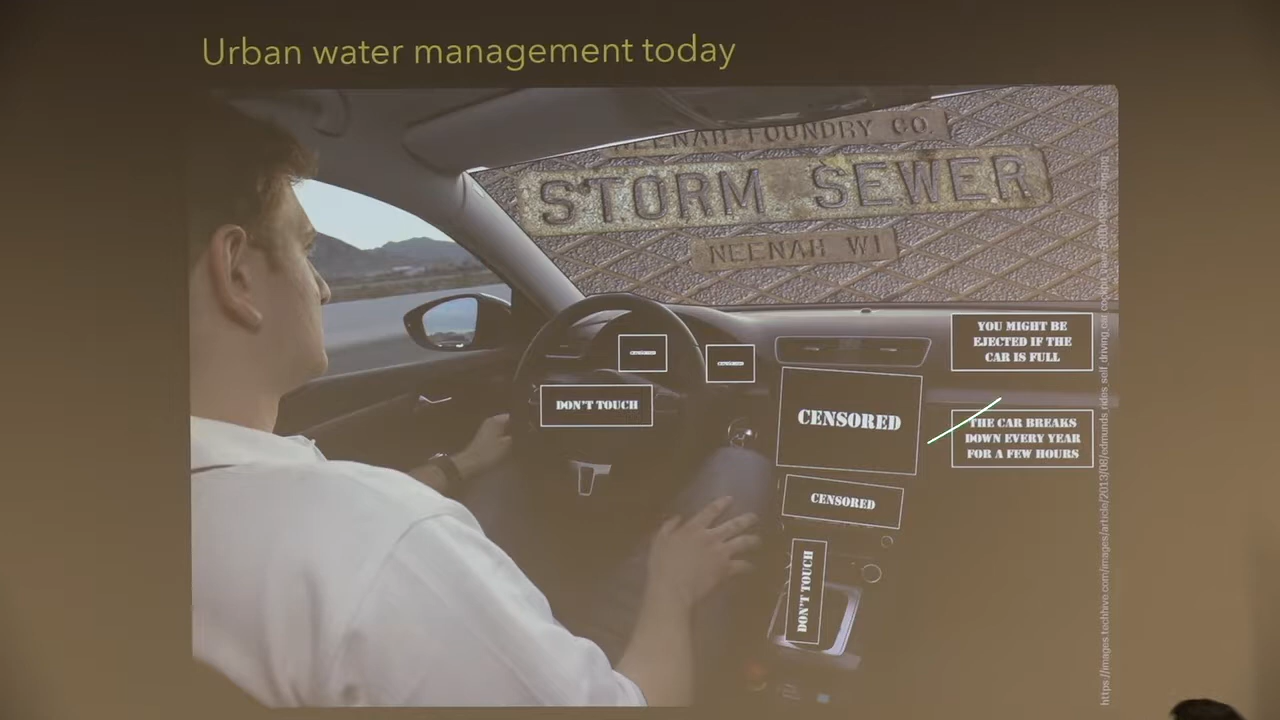 Urban water management today
NEENAH FOUNDRY CO
STORM SEWER
NEENAH WI
YOU MIGHT BE
EJECTED IF THE
CAR IS FULL
DON'T TOUCH
CENSORED
THE CAR BREAKS
DOWN EVERY YEAR
FOR A FEW HOURS
CENSORED
DON'T TOUCH